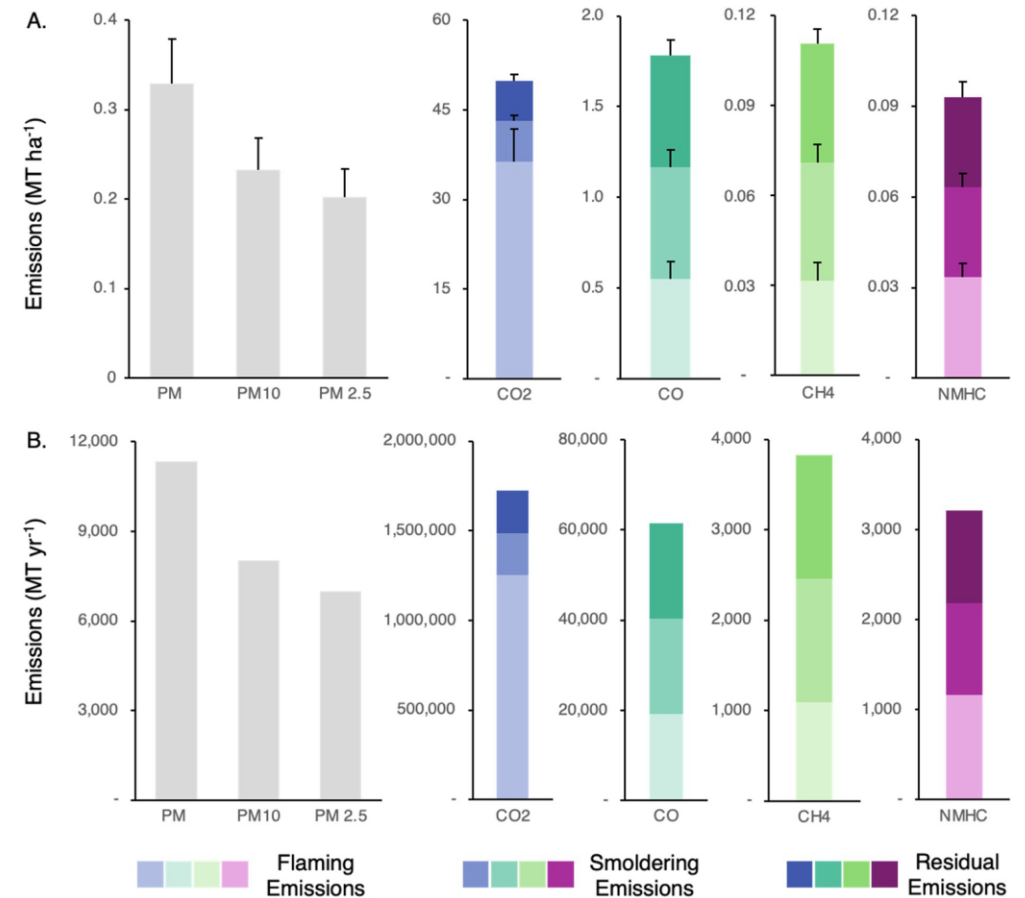 A.
Emissions (MT ha-1)
0.4
0.3
0.2
0.1
0
PM PM10 PM 2.5
60
45
30
15
-
CO2
2.0
1.5
1.0
0.5
-
CO
0.12
0.09
0.06
0.03
-
CH4
0.12
0.09
0.06
0.03
-
NMHC
B.
Emissions (MT yr-1)
12,000
9,000
6,000
3,000
-
PM PM10 PM 2.5
2,000,000
1,500,000
1,000,000
500,000
-
CO2
80,000
60,000
40,000
20,000
-
CO
4,000
3,000
2,000
1,000
-
CH4
4,000
3,000
2,000
1,000
-
NMHC
Flaming
Emissions
Smoldering
Emissions
Residual
Emissions